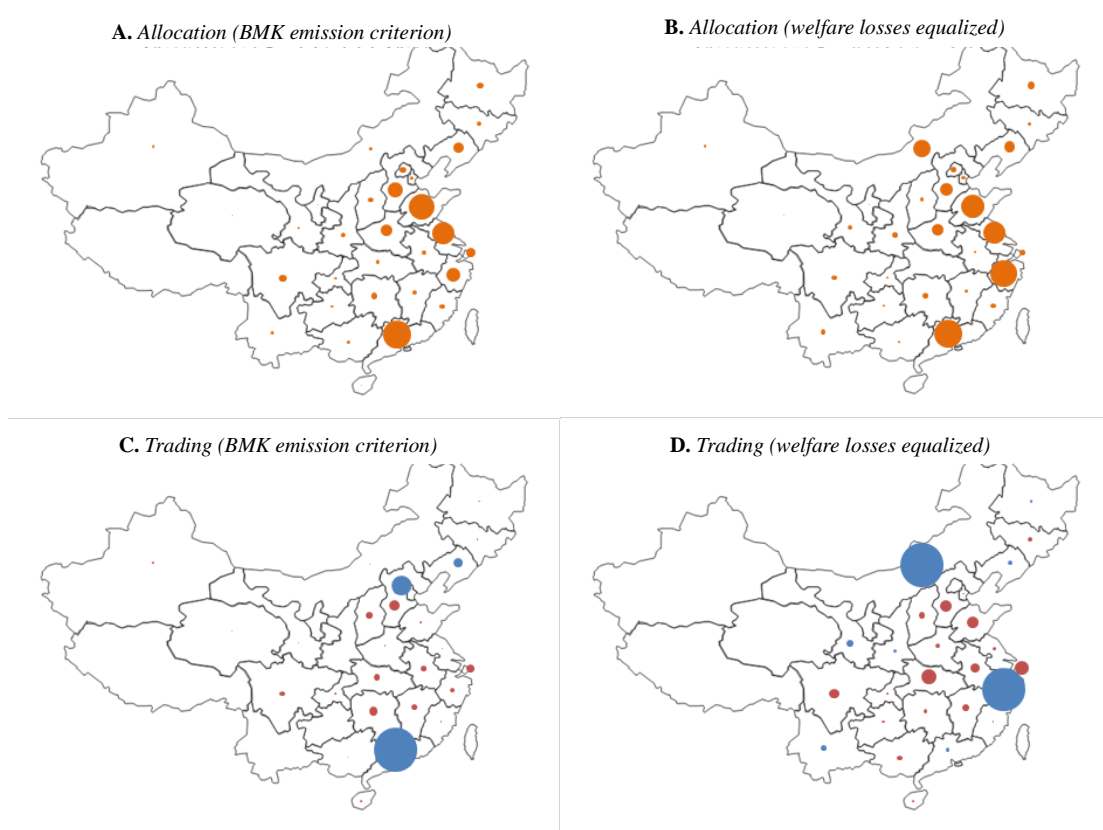 A. Allocation (BMK emission criterion)
B. Allocation (welfare losses equalized)
C. Trading (BMK emission criterion)
D. Trading (welfare losses equalized)